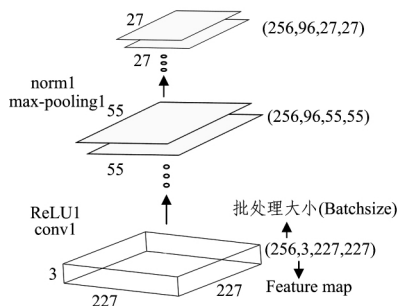 27
(256,96,27,27)
27
norm1
max-pooling1
55
(256,96,55,55)
55
ReLU1
conv1
批处理大小(Batchsize)
(256,3,227,227)
3
227
227
Feature map